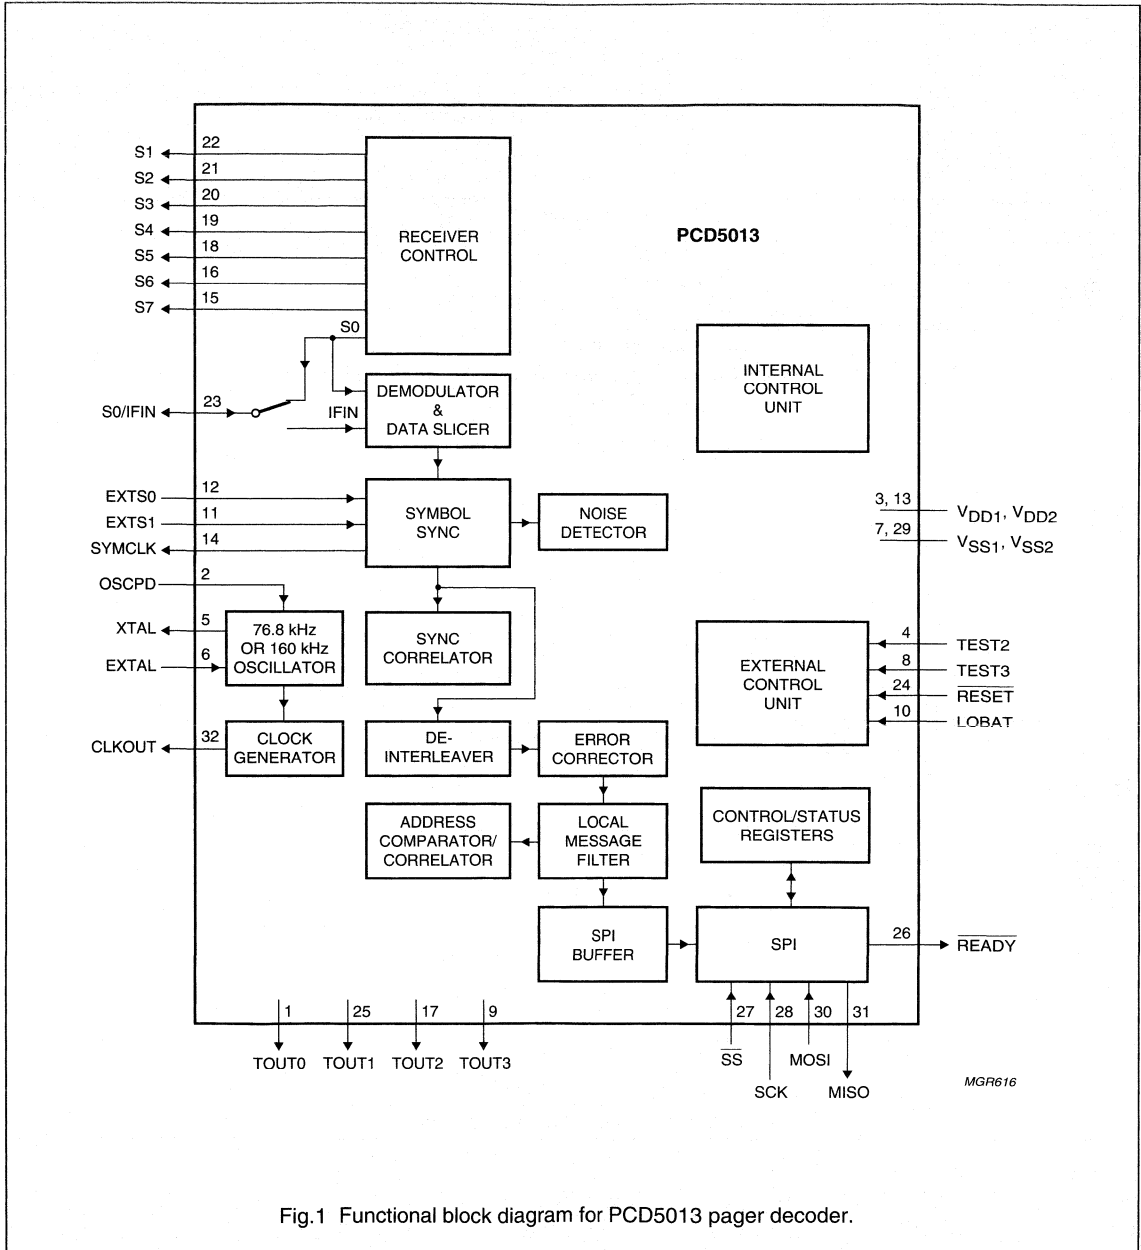 S1
22
S2
21
S3
20
S4
19
S5
18
S6
16
S7
15
RECEIVER
CONTROL
PCD5013
S0
INTERNAL
CONTROL
UNIT
S0/IFIN
23
IFIN
DEMODULATOR
&
DATA SLICER
EXTS0
12
EXTS1
11
SYMCLK
14
SYMBOL
SYNC
NOISE
DETECTOR
3, 13
VDD1, VDD2
7, 29
VSS1, VSS2
OSCPD
2
XTAL
5
EXTAL
6
76.8 kHz
OR 160 kHz
OSCILLATOR
SYNC
CORRELATOR
EXTERNAL
CONTROL
UNIT
4
TEST2
8
TEST3
24
RESET
10
LOBAT
CLKOUT
32
CLOCK
GENERATOR
DE-
INTERLEAVER
ERROR
CORRECTOR
ADDRESS
COMPARATOR/
CORRELATOR
LOCAL
MESSAGE
FILTER
CONTROL/STATUS
REGISTERS
SPI
BUFFER
SPI
26
READY
1
25
17
9
27
28
30
31
TOUT0
TOUT1
TOUT2
TOUT3
SS
MOSI
SCK
MISO
MGR616
Fig.1 Functional block diagram for PCD5013 pager decoder.